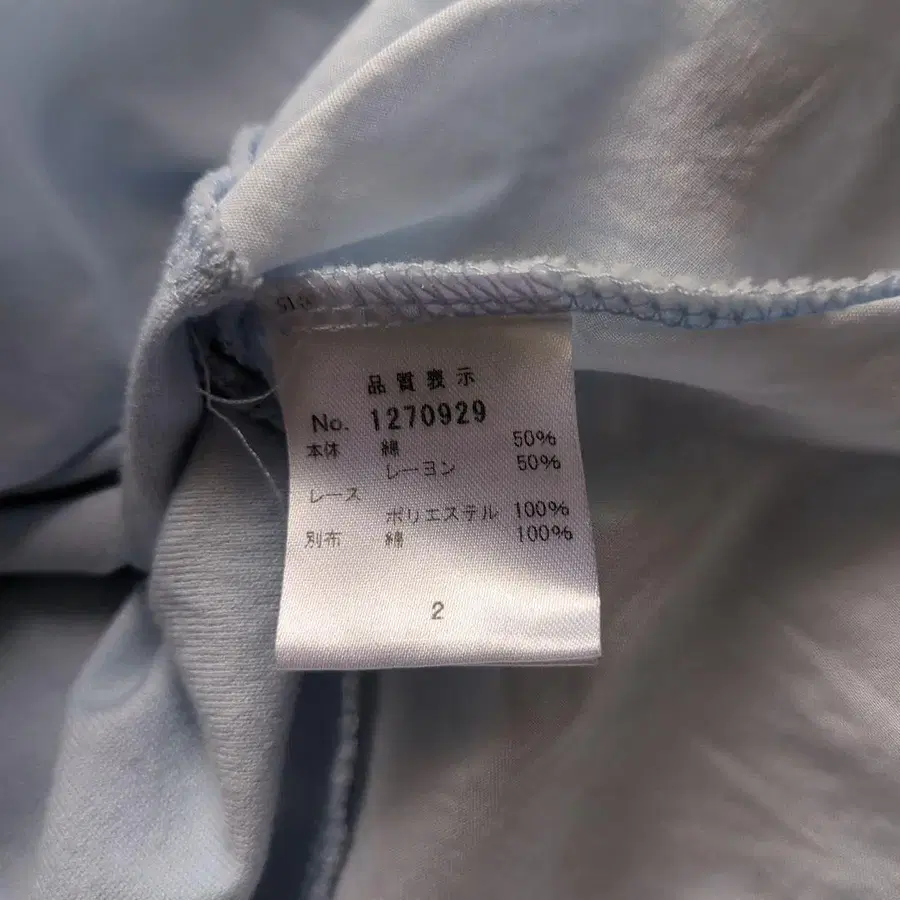 品質表示
No. 1270929
本体 綿 50%
レーヨン 50%
レース
ポリエステル 100%
別布 綿 100%
2